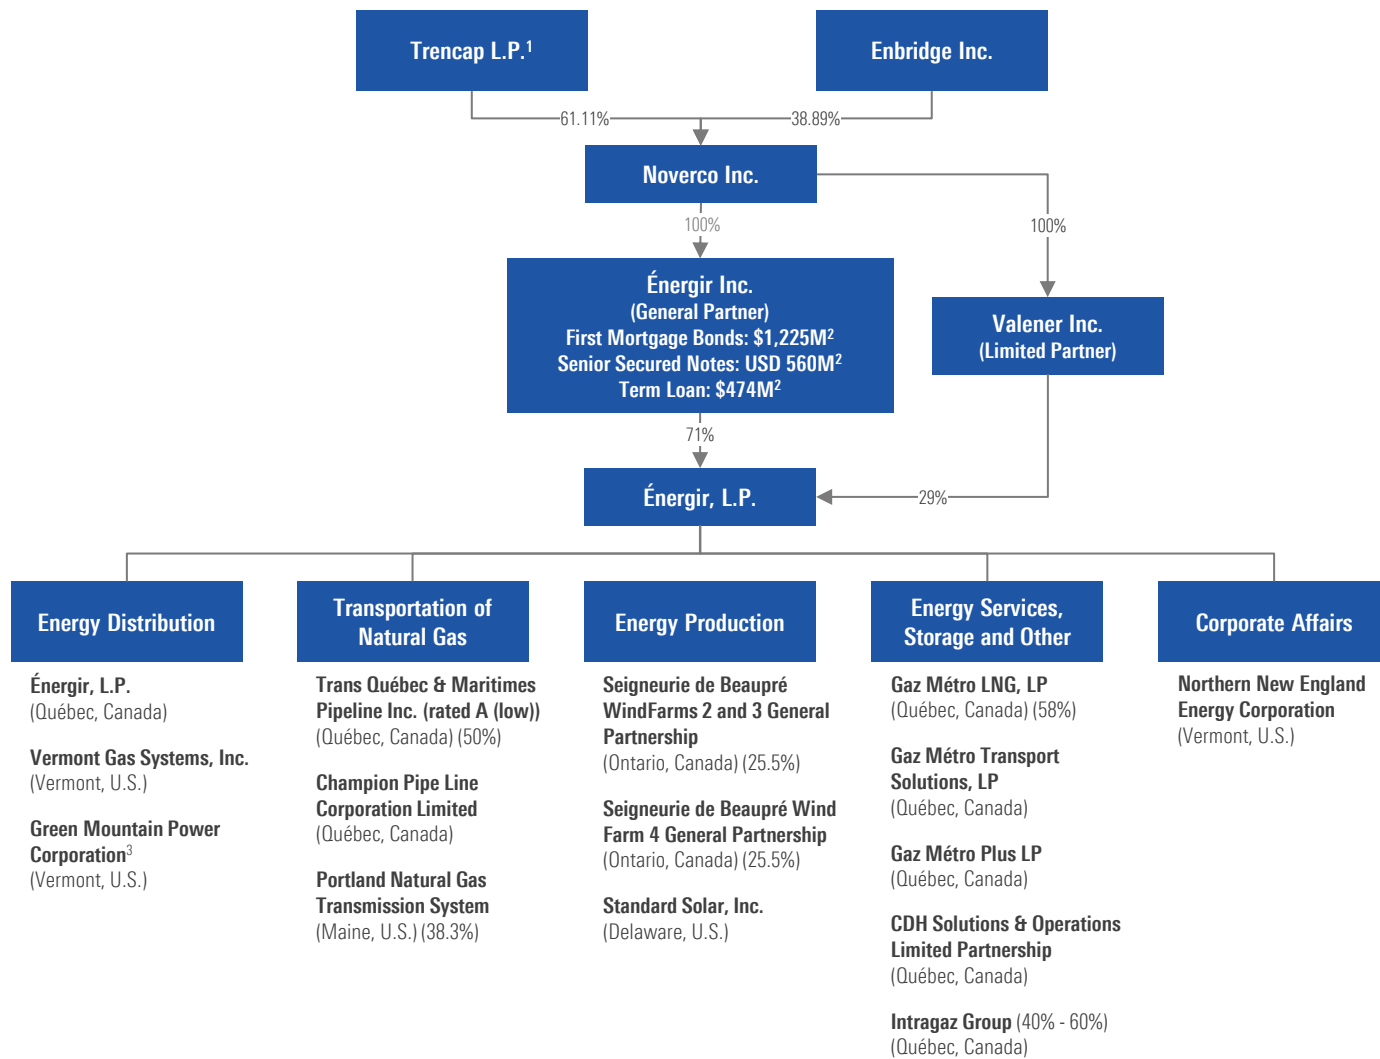 Trencap L.P.1
Enbridge Inc.
61.11%
38.89%
Noverco Inc.
100%
100%
Énergir Inc.
(General Partner)
First Mortgage Bonds: $1,225M2
Senior Secured Notes: USD 560M2
Term Loan: $474M2
Valener Inc.
(Limited Partner)
71%
Énergir, L.P.
29%
Energy Distribution
Énergir, L.P.
(Québec, Canada)
Vermont Gas Systems, Inc.
(Vermont, U.S.)
Green Mountain Power
Corporation3
(Vermont, U.S.)
Transportation of
Natural Gas
Trans Québec & Maritimes
Pipeline Inc. (rated A (low))
(Québec, Canada) (50%)
Champion Pipe Line
Corporation Limited
(Québec, Canada)
Portland Natural Gas
Transmission System
(Maine, U.S.) (38.3%)
Energy Production
Seigneurie de Beaupré
WindFarms 2 and 3 General
Partnership
(Ontario, Canada) (25.5%)
Seigneurie de Beaupré Wind
Farm 4 General Partnership
(Ontario, Canada) (25.5%)
Standard Solar, Inc.
(Delaware, U.S.)
Energy Services,
Storage and Other
Gaz Métro LNG, LP
(Québec, Canada) (58%)
Gaz Métro Transport
Solutions, LP
(Québec, Canada)
Gaz Métro Plus LP
(Québec, Canada)
CDH Solutions & Operations
Limited Partnership
(Québec, Canada)
Intragaz Group (40% - 60%)
(Québec, Canada)
Corporate Affairs
Northern New England
Energy Corporation
(Vermont, U.S.)